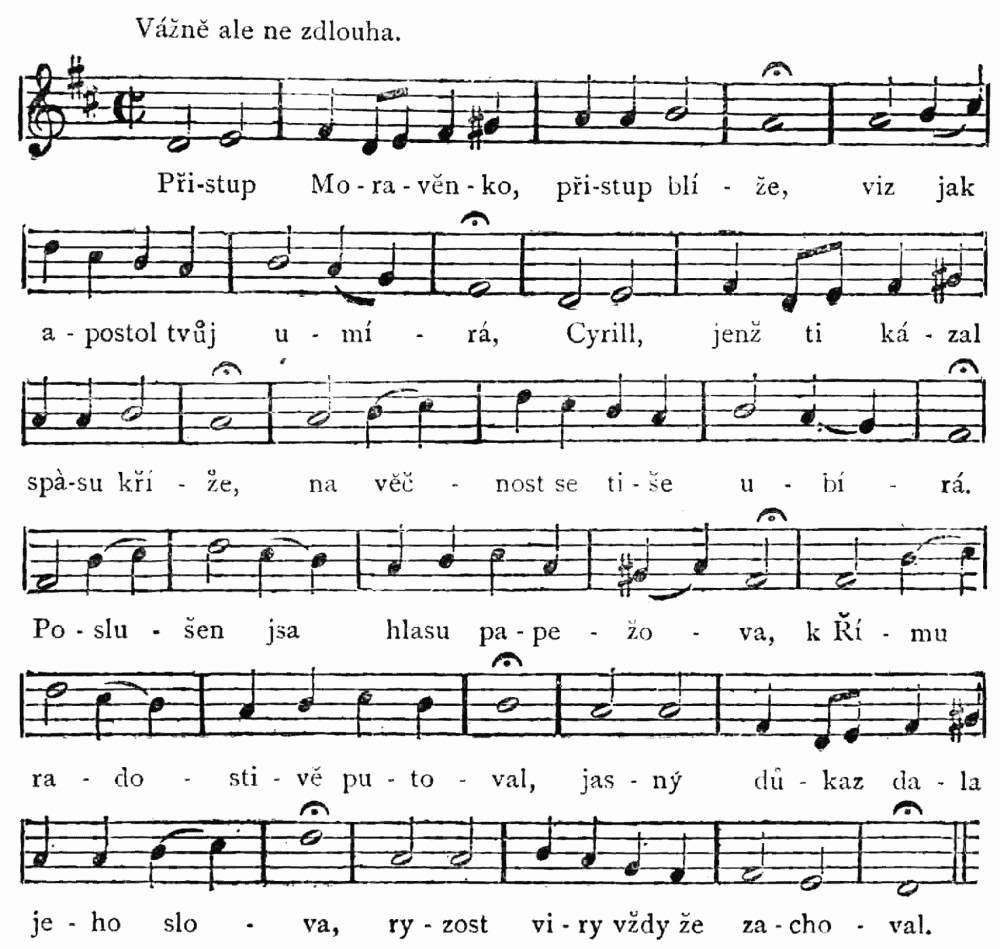 Vážně ale ne zdlouha.
Při-stup Mo-ra-věn-ko, při-stup blí - že, viz jak
a - postol tvůj u - mí - rá, Cyrill, jenž ti ká - zal
spà-su kří - že, na věč - nost se ti - še u - bí - rá.
Po - slu - šen jsa hlasu pa - pe - žo - va, k Ří - mu
ra - do - sti - vě pu - to - val, jas - ný dů - kaz da - la
je - ho slo - va, ry - zost ví - ry vždy že za - cho - val.